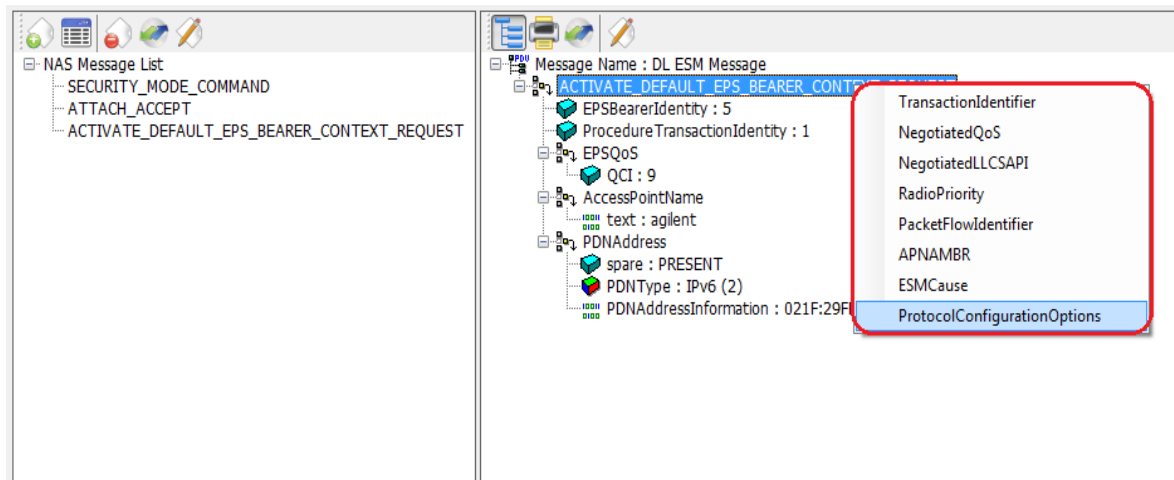 NAS Message List
SECURITY_MODE_COMMAND
ATTACH_ACCEPT
ACTIVATE_DEFAULT_EPS_BEARER_CONTEXT_REQUEST
Message Name : DL ESM Message
ACTIVATE_DEFAULT_EPS_BEARER_CONTEXT_REQUEST
EPSBearerIdentity : 5
ProcedureTransactionIdentity : 1
EPSQoS
QCI : 9
AccessPointName
text : agilent
PDNAddress
spare : PRESENT
PDNType : IPv6 (2)
PDNAddressInformation : 021F:29F
TransactionIdentifier
NegotiatedQoS
NegotiatedLLCSAPI
RadioPriority
PacketFlowIdentifier
APNAMBR
ESMCause
ProtocolConfigurationOptions